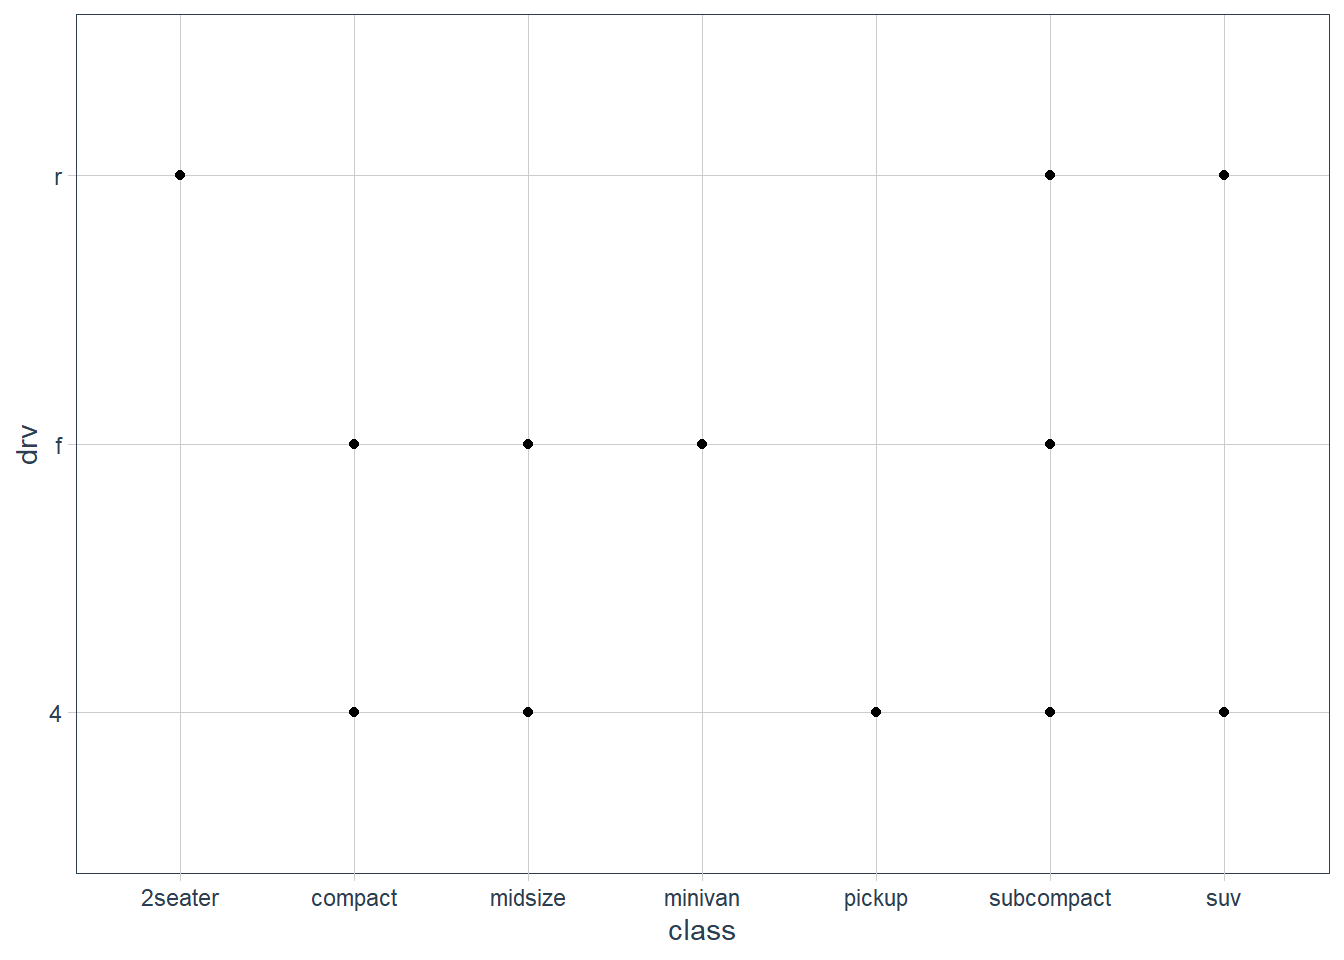 r
f
4
drv
2seater compact midsize minivan pickup subcompact suv
class